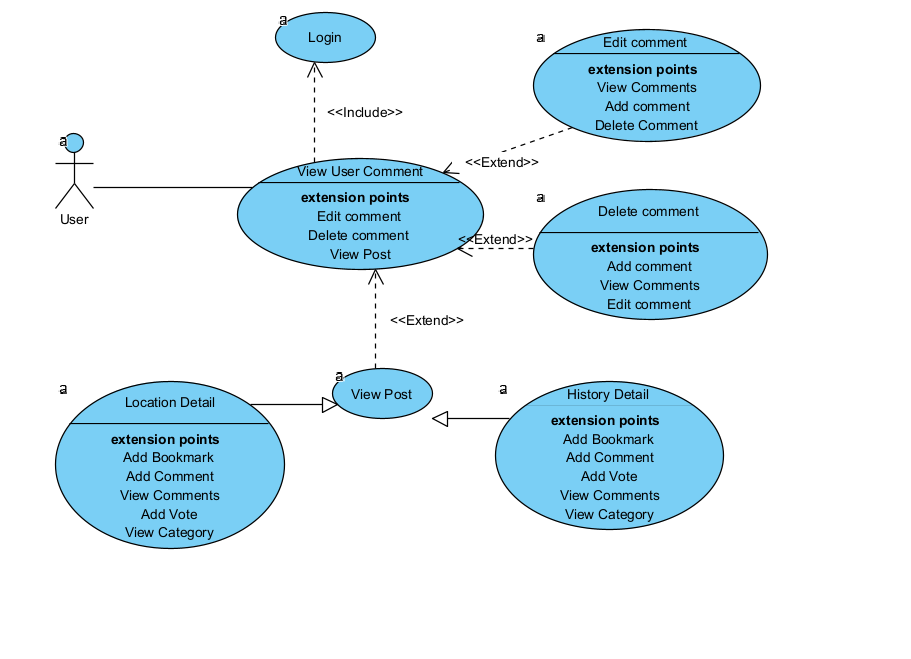 a
Login
<<Include>>
a
User
View User Comment
extension points
Edit comment
Delete comment
View Post
a
Edit comment
extension points
View Comments
Add comment
Delete Comment
<<Extend>>
a
Delete comment
extension points
Add comment
View Comments
Edit comment
<<Extend>>
<<Extend>>
a
View Post
a
Location Detail
extension points
Add Bookmark
Add Comment
View Comments
Add Vote
View Category
a
History Detail
extension points
Add Bookmark
Add Comment
Add Vote
View Comments
View Category